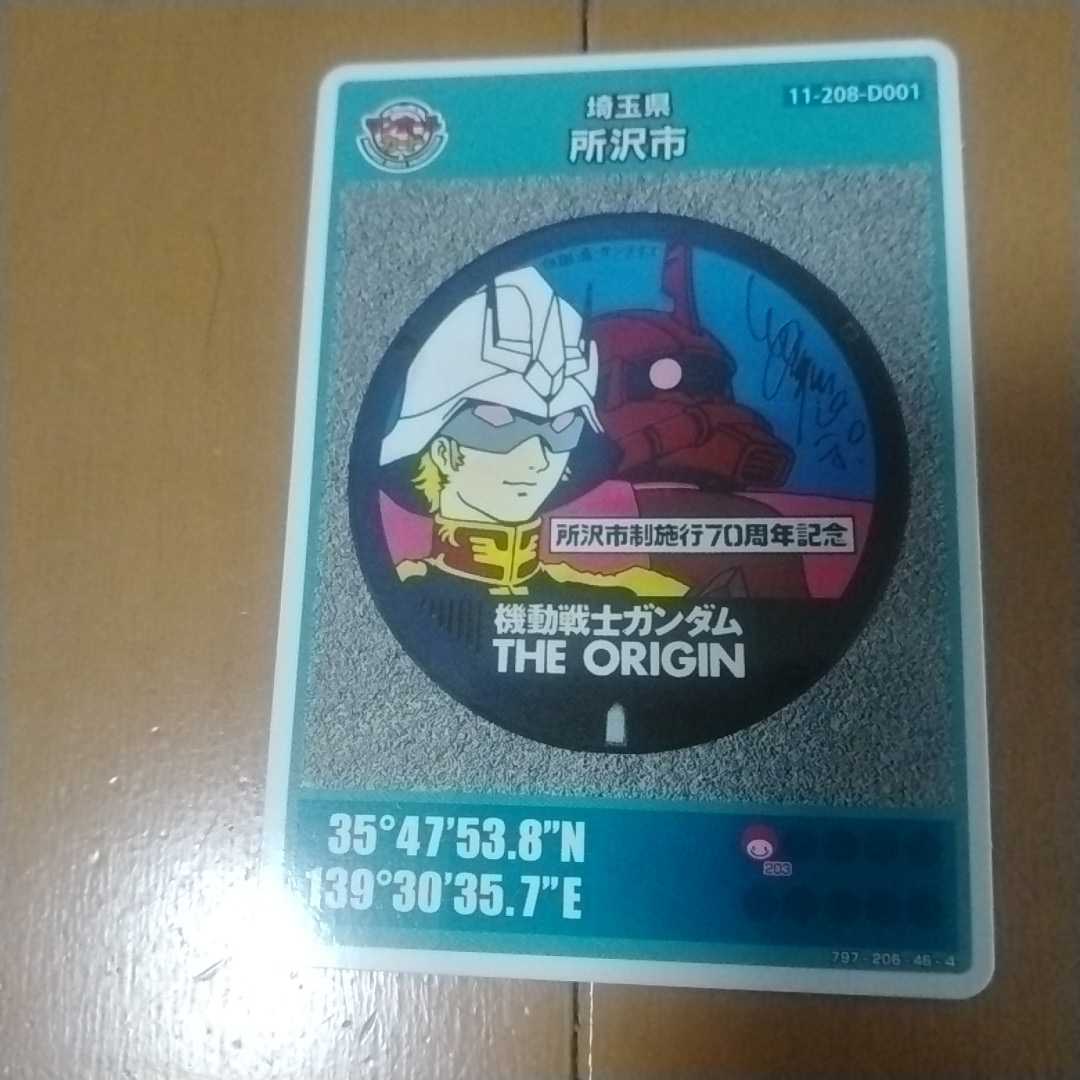 埼玉県
11-208-D001
所沢市
所沢市制施行70周年記念
機動戦士ガンダム
THE ORIGIN
35°47'53.8"N
139°30'35.7"E
203
797-206-46-4